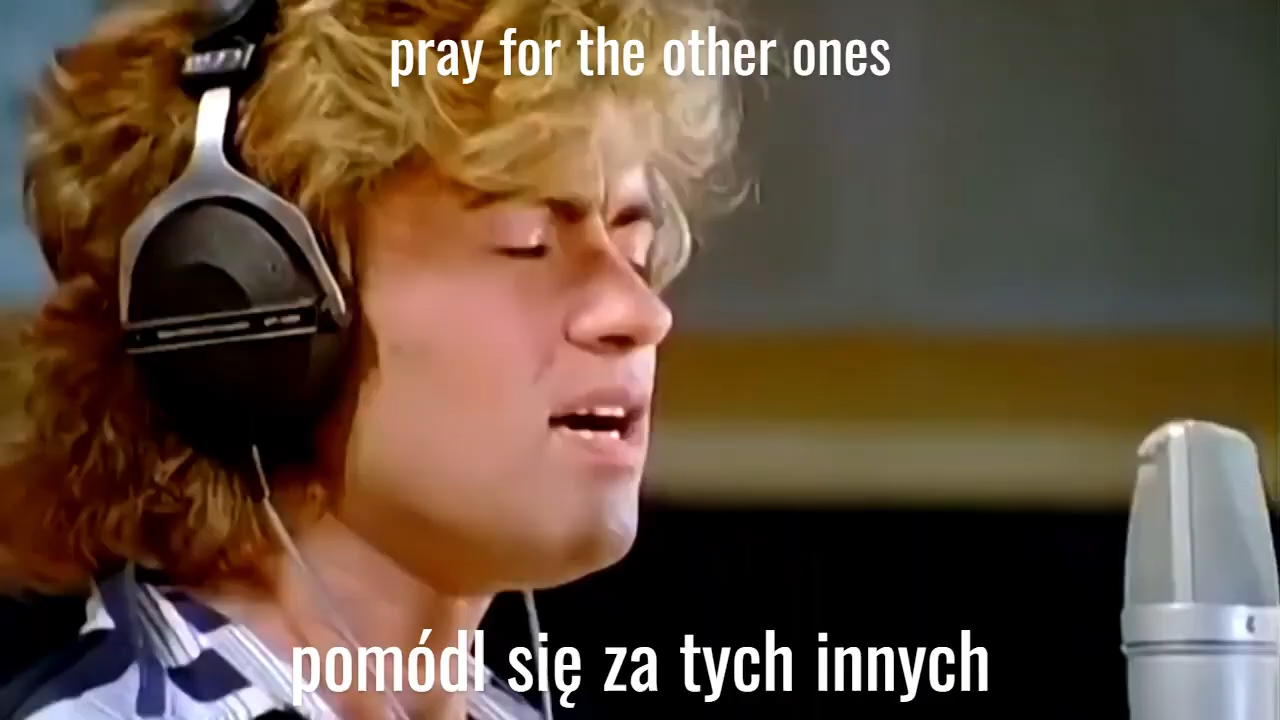 pray for the other ones
pomódl się za tych innych